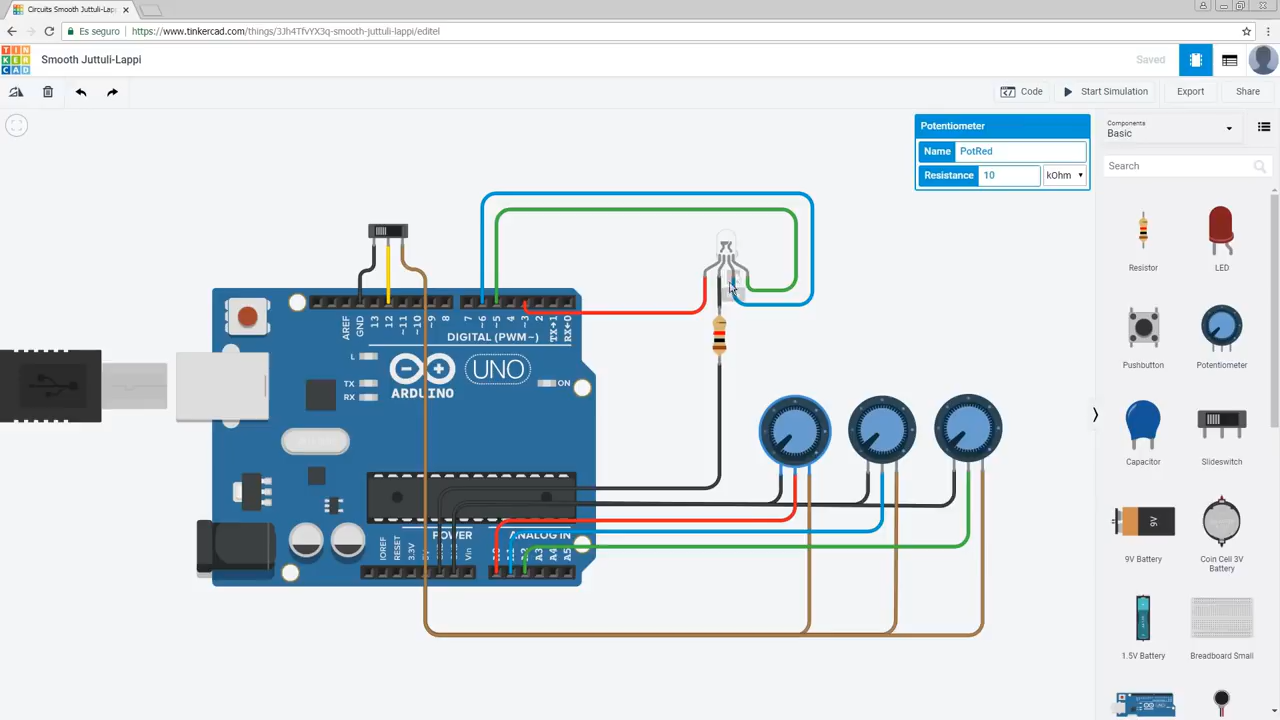 Circuits Smooth Juttuli-Lapp
Es seguro
https://www.tinkercad.com/things/3Jh4TfvYX3q-smooth-juttuli-lappi/editel
TIN
KER
CAD
Smooth Juttuli-Lappi
Saved
Code
Start Simulation
Export
Share
Potentiometer
Name PotRed
Resistance 10 kOhm
Components
Basic
Search
Resistor
LED
Pushbutton
Potentiometer
Capacitor
Slideswitch
9V
9V Battery
Coin Cell 3V
Battery
1.5V Battery
Breadboard Small
AREF
GND
13
12
~11
~10
~9
8
7
~6
~5
4
~3
2
TX→1
RX←0
DIGITAL (PWM~)
L
TX
RX
ARDUINO
UNO
ON
POWER
ANALOG IN
IOREF
RESET
3.3V
Vin
A3
A4
A5